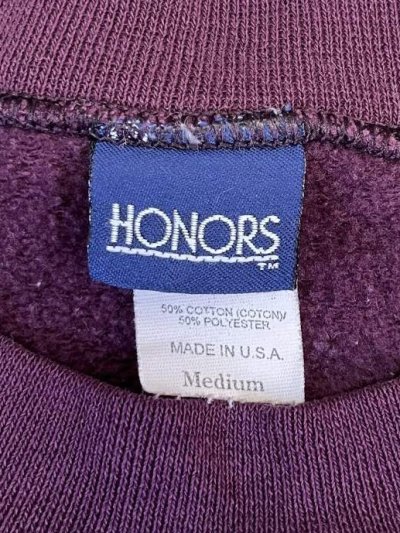 HONORS
™
50% COTTON (COTON)/
50% POLYESTER
MADE IN U.S.A.
Medium